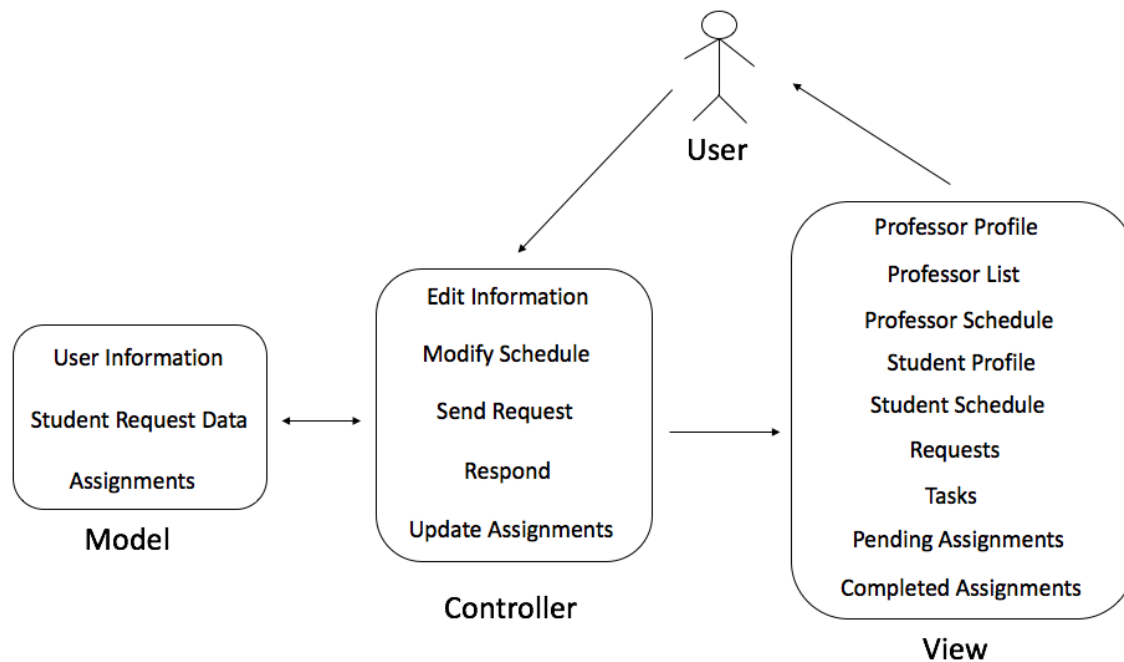 User
User Information
Student Request Data
Assignments
Model
Edit Information
Modify Schedule
Send Request
Respond
Update Assignments
Controller
Professor Profile
Professor List
Professor Schedule
Student Profile
Student Schedule
Requests
Tasks
Pending Assignments
Completed Assignments
View